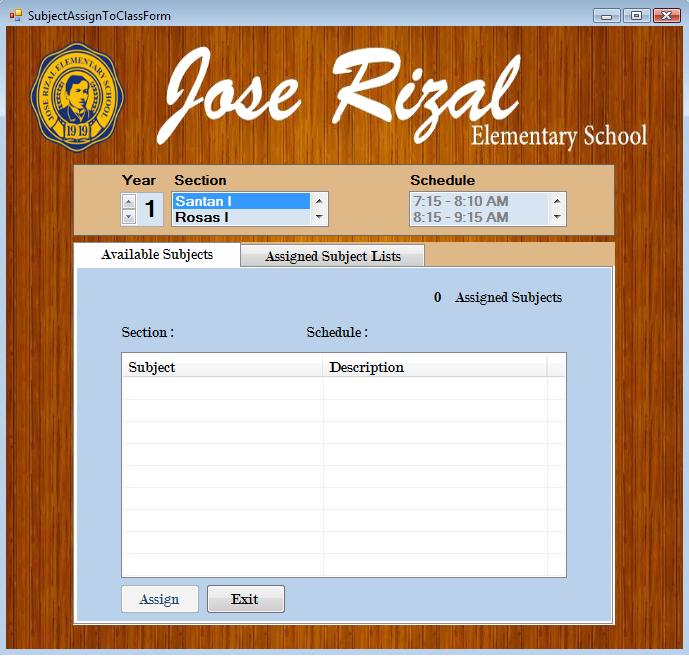 SubjectAssignToClassForm
JOSE RIZAL ELEMENTARY SCHOOL
1919
Jose Rizal
Elementary School
Year Section Schedule
1
Santan I
Rosas I
7:15 - 8:10 AM
8:15 - 9:15 AM
Available Subjects Assigned Subject Lists
0 Assigned Subjects
Section : Schedule :
Subject Description
Assign Exit